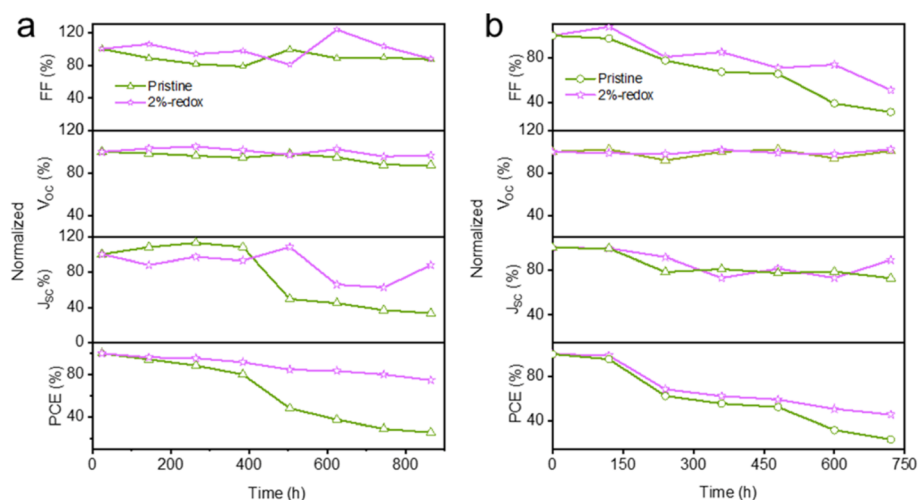 a
120
80
40
FF (%)
Pristine
2%-redox
120
80
40
VOC (%)
Normalized
120
80
40
0
JSC%
80
40
PCE (%)
0 200 400 600 800
Time (h)
b
80
40
FF (%)
Pristine
2%-redox
120
80
40
VOC (%)
Normalized
120
80
40
JSC (%)
80
40
PCE (%)
0 150 300 450 600 750
Time (h)